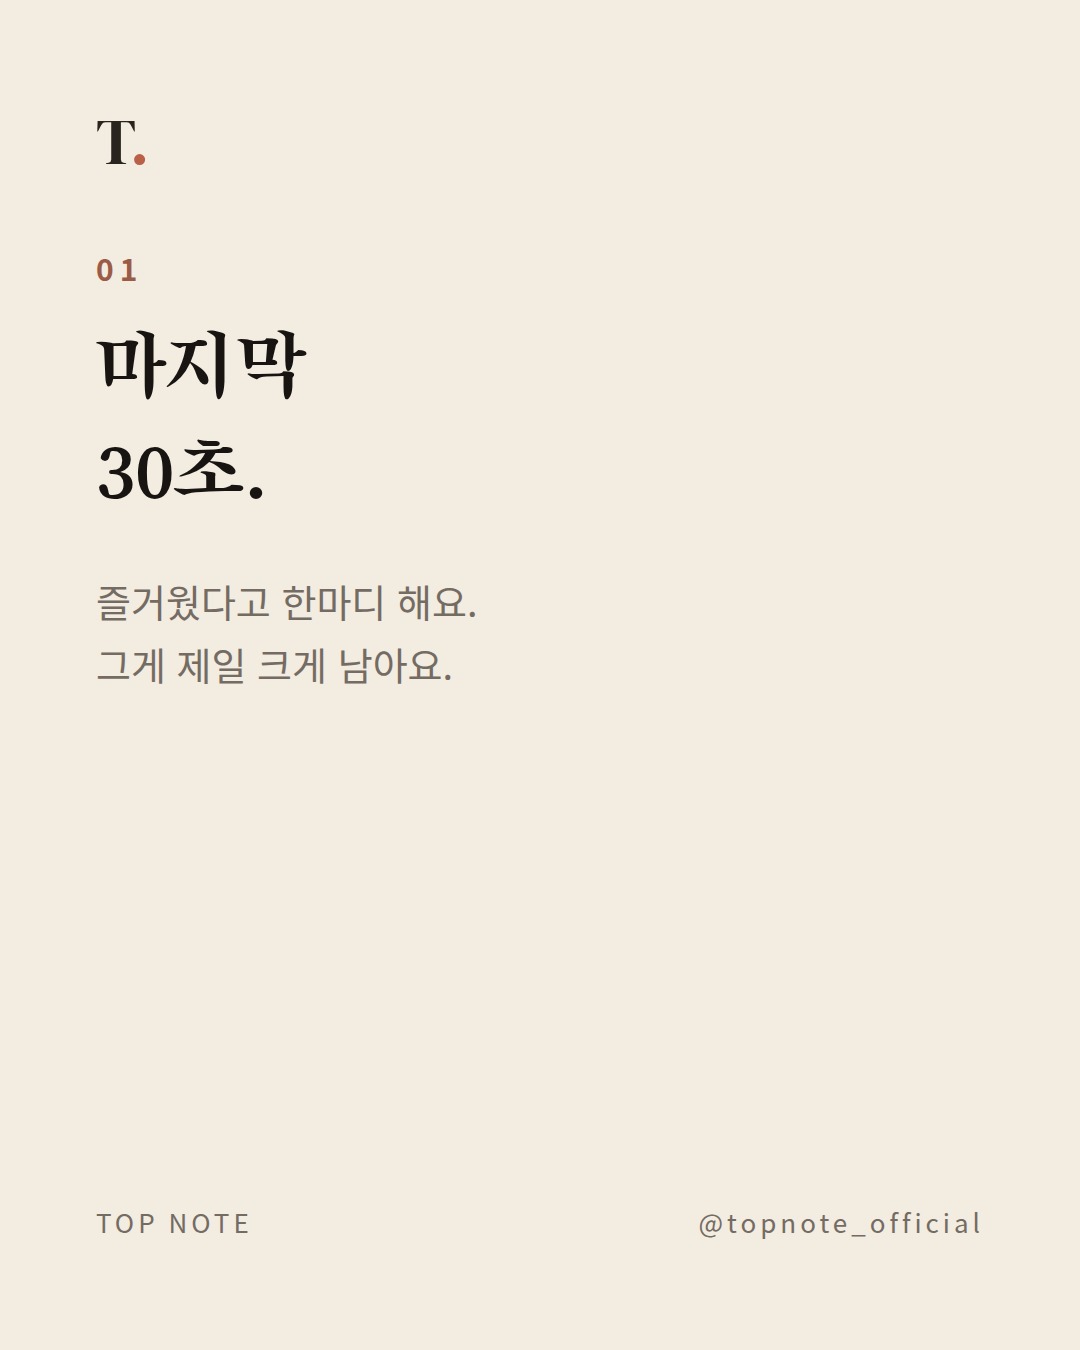 T.
01
마지막
30초.
즐거웠다고 한마디 해요.
그게 제일 크게 남아요.
TOP NOTE
@topnote_official